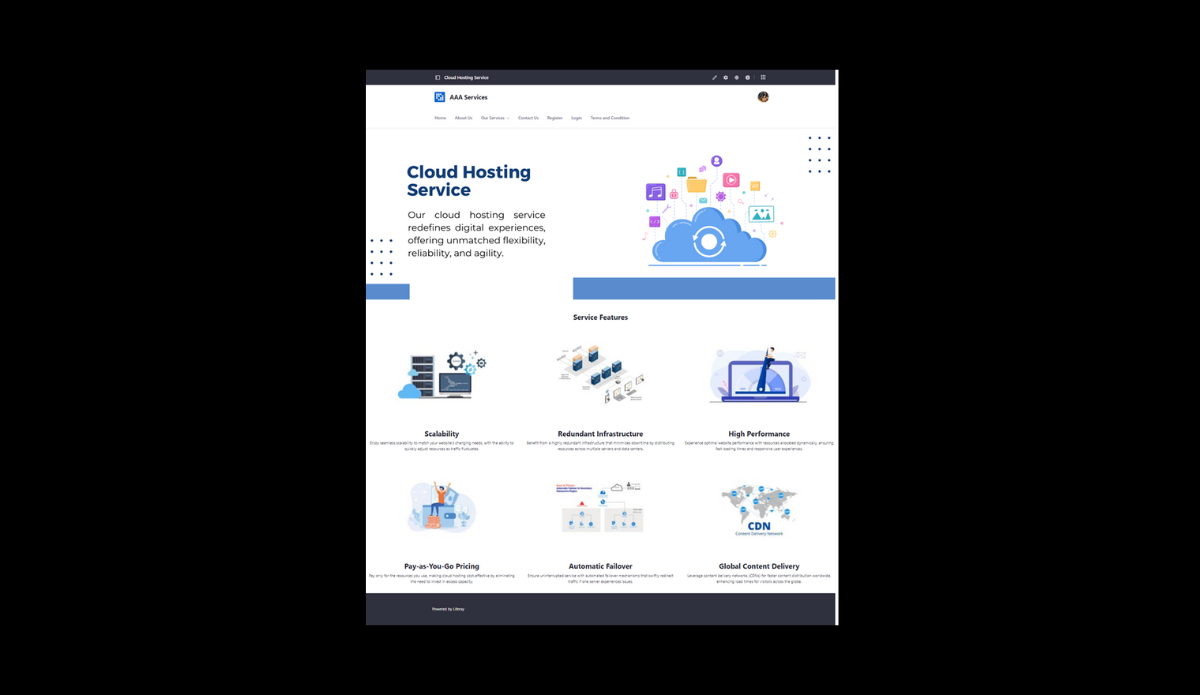 Cloud Hosting Service
AAA Services
Home About Us Our Services Contact Us Register Login Terms and Condition
Cloud Hosting
Service
Our cloud hosting service
redefines digital experiences,
offering unmatched flexibility,
reliability, and agility.
Service Features
Scalability
Enjoy seamless scalability to match your website's changing needs, with the ability to
quickly adjust resources as traffic fluctuates.
Redundant Infrastructure
Benefit from a highly redundant infrastructure that minimizes downtime by distributing
resources across multiple servers and data centers.
High Performance
Experience optimal website performance with resources allocated dynamically, ensuring
fast loading times and responsive user experiences.
CDN
Content Delivery Network
Pay-as-You-Go Pricing
Pay only for the resources you use, making cloud hosting cost-effective by eliminating
the need to invest in excess capacity.
Automatic Failover
Ensure uninterrupted service with automated failover mechanisms that swiftly redirect
traffic if one server experiences issues.
Global Content Delivery
Leverage content delivery networks (CDNs) for faster content distribution worldwide,
enhancing load times for visitors across the globe.
Powered by Liferay